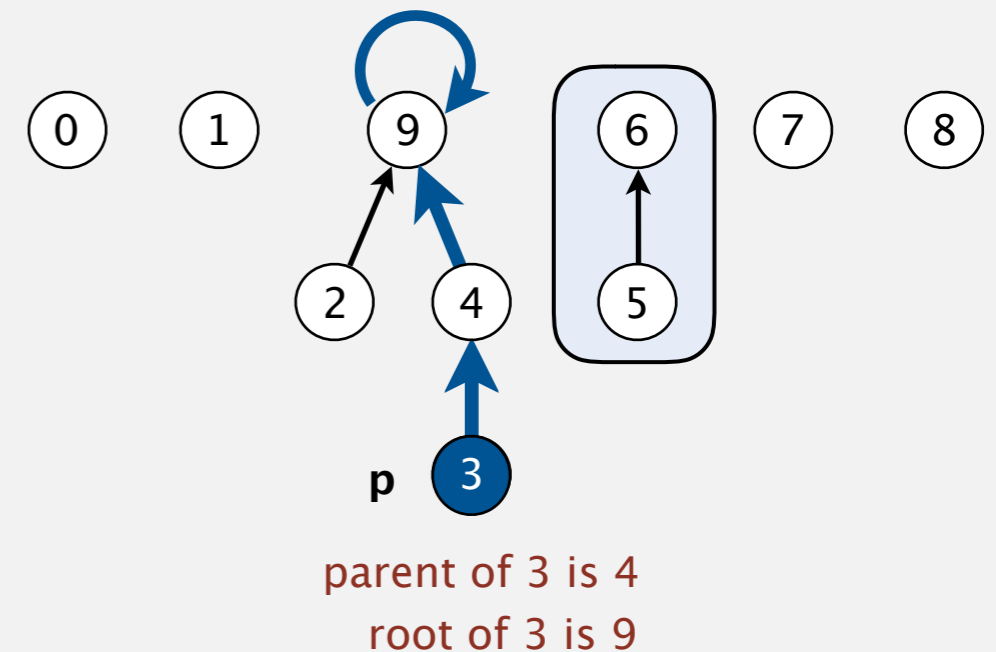 0 1 9 6 7 8
2 4 5
p 3
parent of 3 is 4
root of 3 is 9